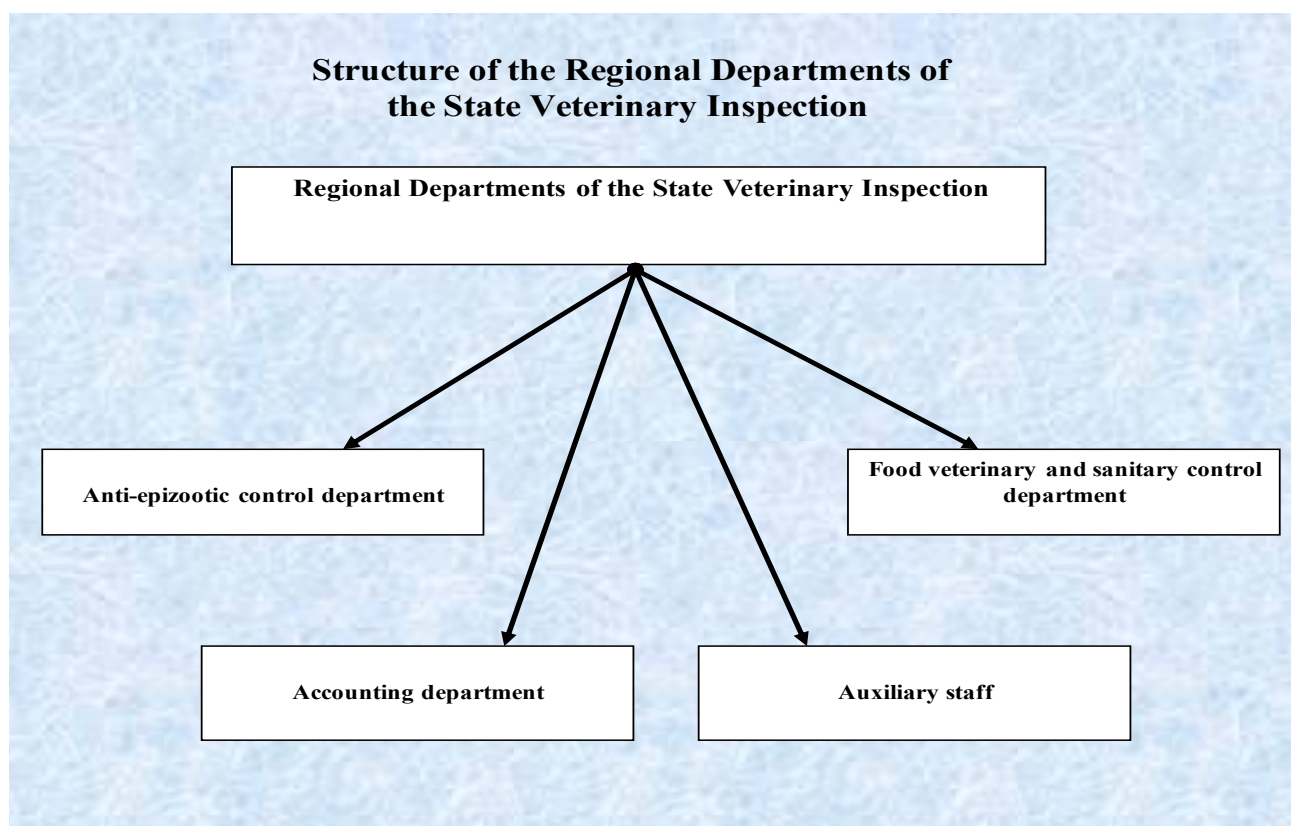 Structure of the Regional Departments of
the State Veterinary Inspection
Regional Departments of the State Veterinary Inspection
Anti-epizootic control department
Food veterinary and sanitary control
department
Accounting department
Auxiliary staff